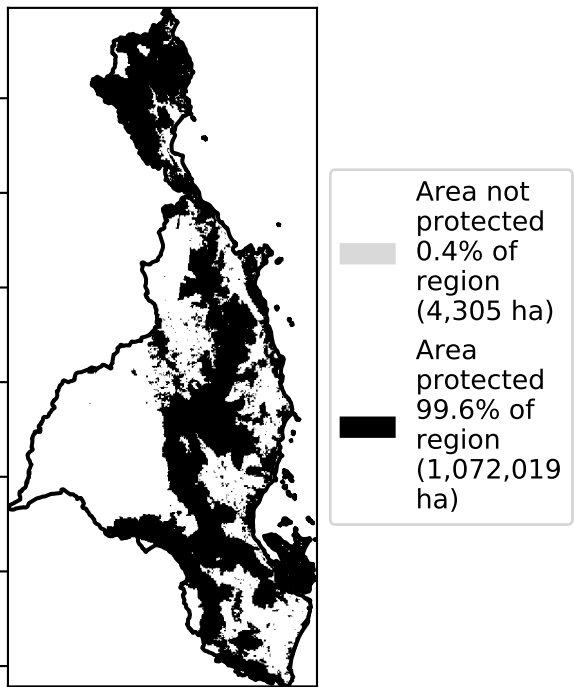 Area not
protected
0.4% of
region
(4,305 ha)
Area
protected
99.6% of
region
(1,072,019
ha)